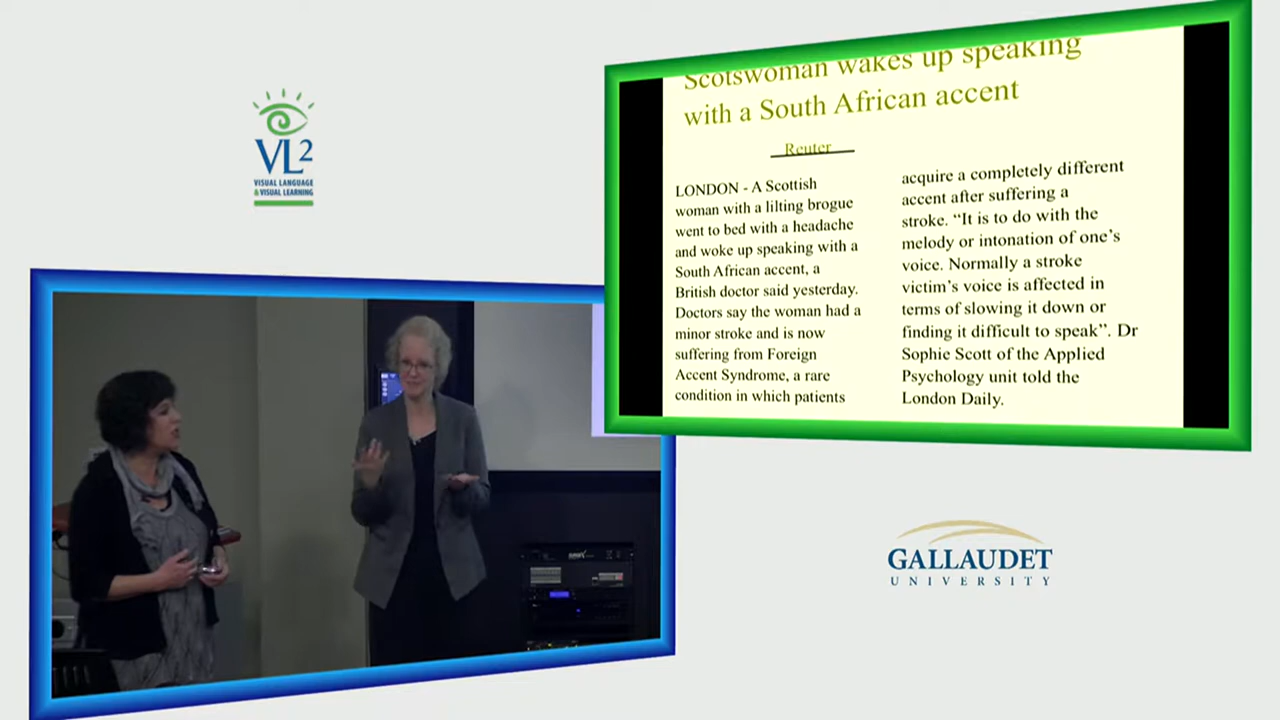 VL2
VISUAL LANGUAGE
& VISUAL LEARNING
Scotswoman wakes up speaking
with a South African accent
Reuter
LONDON - A Scottish
woman with a lilting brogue
went to bed with a headache
and woke up speaking with a
South African accent, a
British doctor said yesterday.
Doctors say the woman had a
minor stroke and is now
suffering from Foreign
Accent Syndrome, a rare
condition in which patients
acquire a completely different
accent after suffering a
stroke. “It is to do with the
melody or intonation of one’s
voice. Normally a stroke
victim’s voice is affected in
terms of slowing it down or
finding it difficult to speak”. Dr
Sophie Scott of the Applied
Psychology unit told the
London Daily.
GALLAUDET
UNIVERSITY